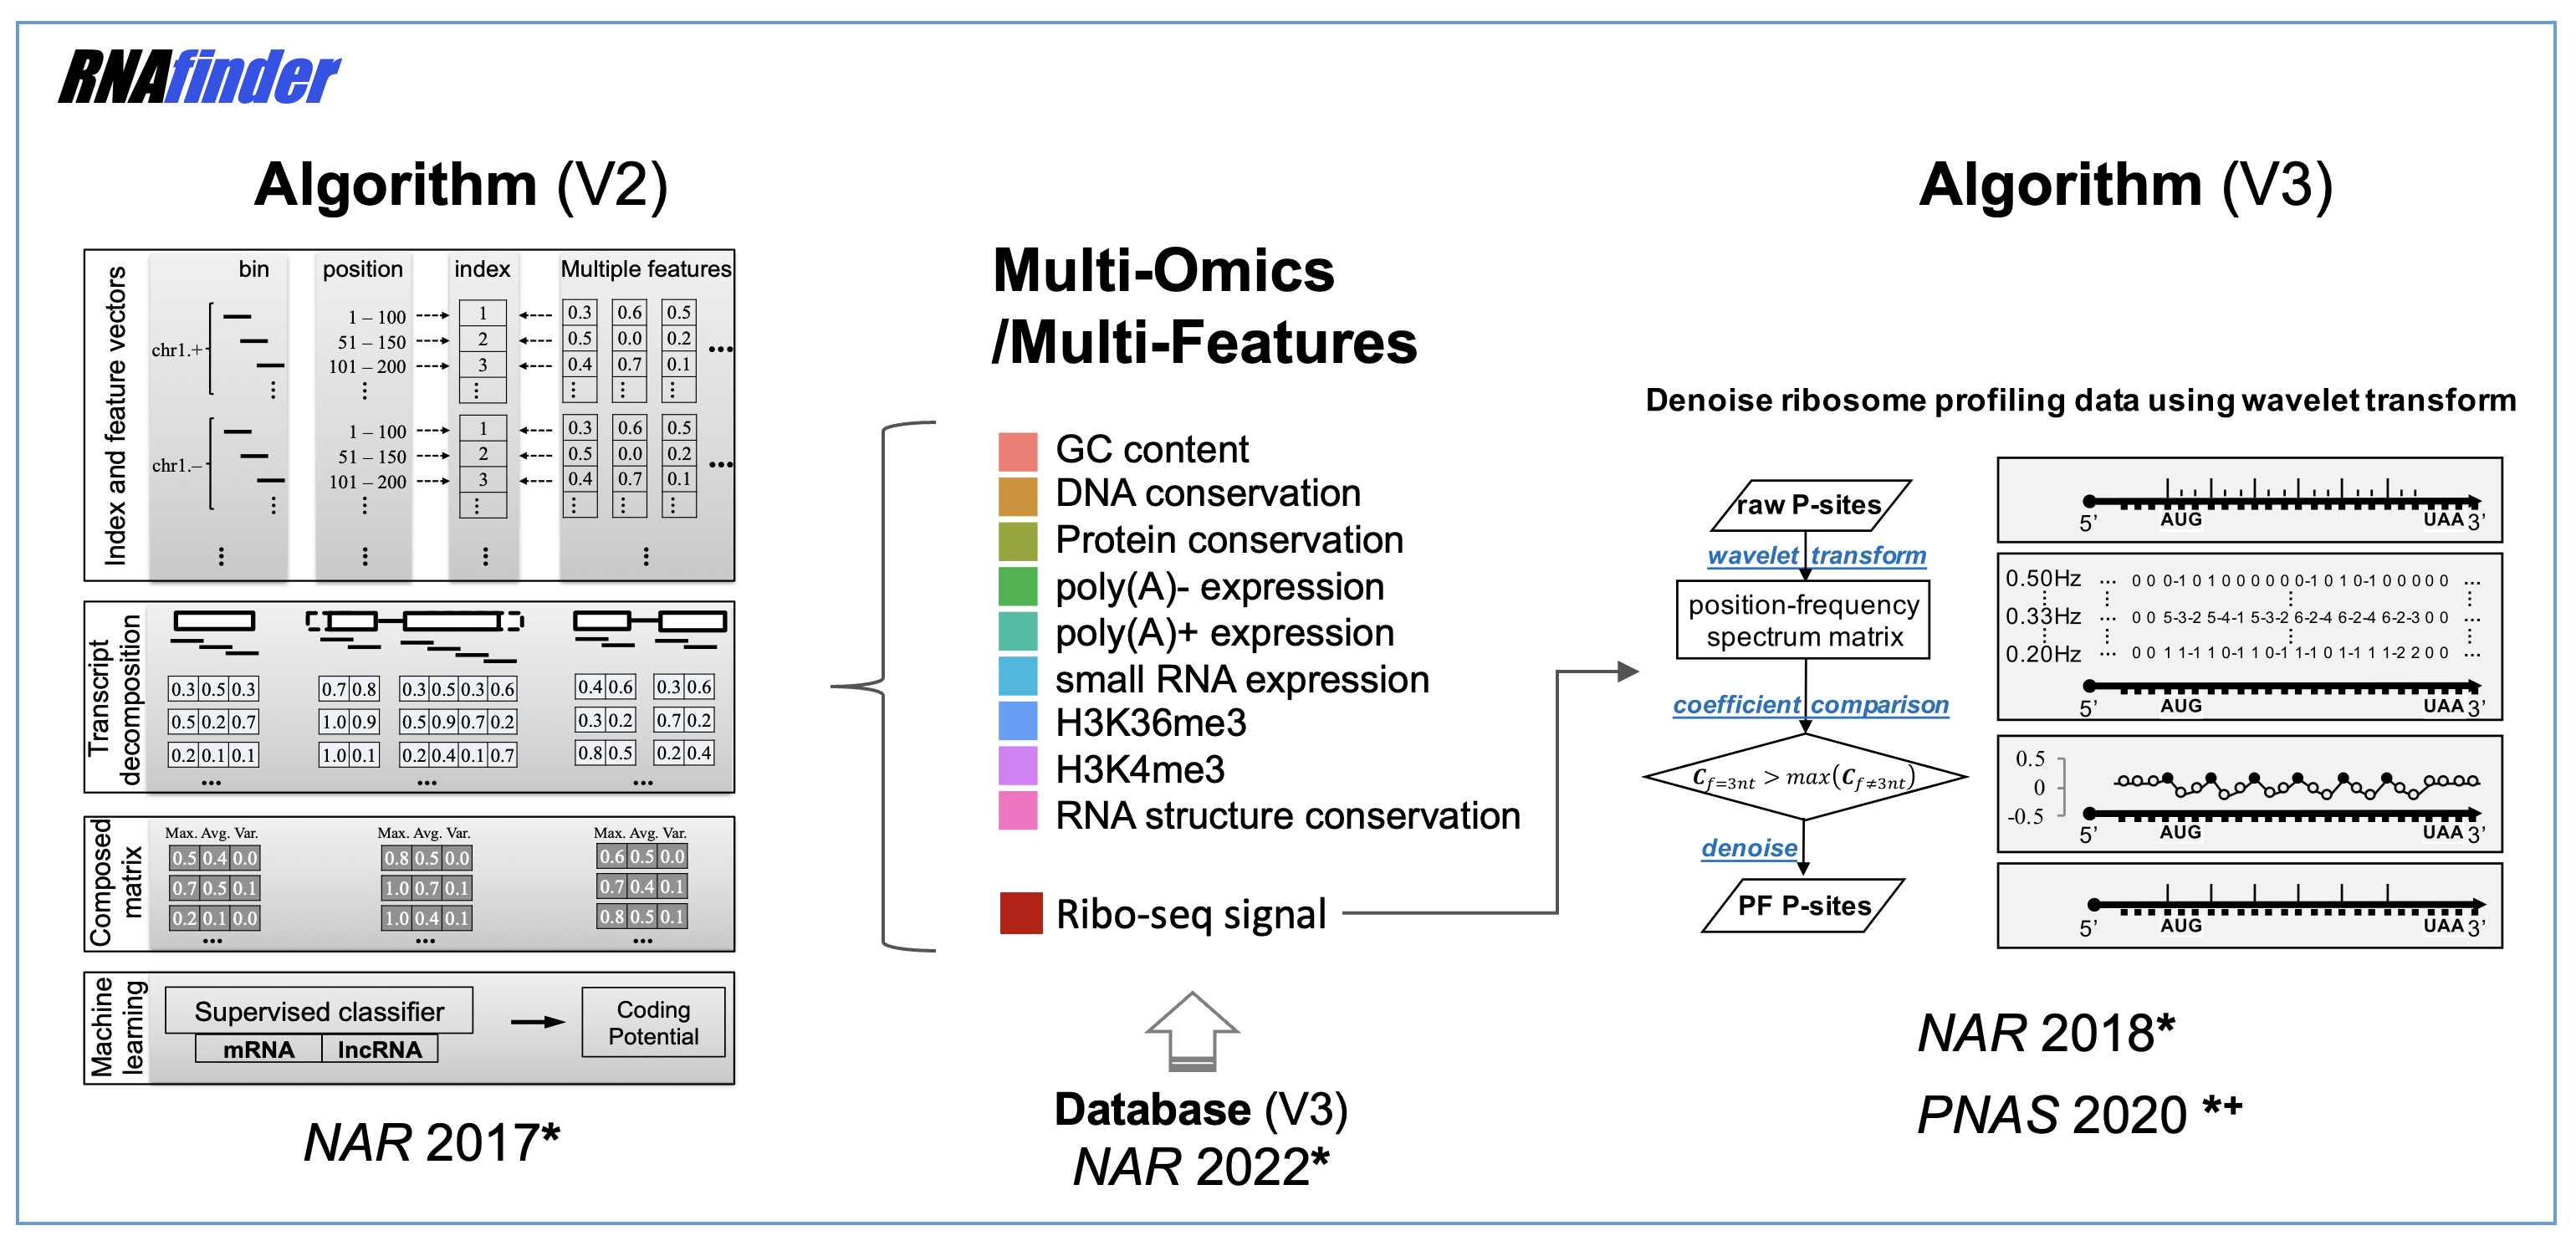 RNAfinder
Algorithm (V2)
Index and feature vectors
bin position index Multiple features
chr1.+
1 – 100 1 0.3 0.6 0.5
51 – 150 2 0.5 0.0 0.2 ...
101 – 200 3 0.4 0.7 0.1
⋮ ⋮ ⋮ ⋮ ⋮ ⋮
chr1.–
1 – 100 1 0.3 0.6 0.5
51 – 150 2 0.5 0.0 0.2 ...
101 – 200 3 0.4 0.7 0.1
⋮ ⋮ ⋮ ⋮ ⋮ ⋮
⋮ ⋮ ⋮ ⋮
Transcript
decomposition
0.3 0.5 0.3 0.7 0.8 0.3 0.5 0.3 0.6 0.4 0.6 0.3 0.6
0.5 0.2 0.7 1.0 0.9 0.5 0.9 0.7 0.2 0.3 0.2 0.7 0.2
0.2 0.1 0.1 1.0 0.1 0.2 0.4 0.1 0.7 0.8 0.5 0.2 0.4
... ... ...
Composed
matrix
Max. Avg. Var. Max. Avg. Var. Max. Avg. Var.
0.5 0.4 0.0 0.8 0.5 0.0 0.6 0.5 0.0
0.7 0.5 0.1 1.0 0.7 0.1 0.7 0.4 0.1
0.2 0.1 0.0 1.0 0.4 0.1 0.8 0.5 0.1
... ... ...
Machine
learning
Supervised classifier
mRNA lncRNA
Coding
Potential
NAR 2017*
Multi-Omics
/Multi-Features
GC content
DNA conservation
Protein conservation
poly(A)- expression
poly(A)+ expression
small RNA expression
H3K36me3
H3K4me3
RNA structure conservation
Ribo-seq signal
Database (V3)
NAR 2022*
Algorithm (V3)
Denoise ribosome profiling data using wavelet transform
raw P-sites
wavelet transform
position-frequency
spectrum matrix
coefficient comparison
C f=3nt > max(C f≠3nt)
denoise
PF P-sites
5’ AUG UAA 3’
0.50Hz ... 0 0 0-1 0 1 0 0 0 0 0 0-1 0 1 0-1 0 0 0 0 0 ...
⋮ ⋮ ⋮ ⋮
0.33Hz ... 0 0 5-3-2 5-4-1 5-3-2 6-2-4 6-2-4 6-2-3 0 0 ...
⋮ ⋮ ⋮ ⋮
0.20Hz ... 0 0 1 1-1 1 0-1 1 0-1 1-1 0 1-1 1 1-2 2 0 0 ...
5’ AUG UAA 3’
0.5
0
-0.5
5’ AUG UAA 3’
5’ AUG UAA 3’
NAR 2018*
PNAS 2020 *+